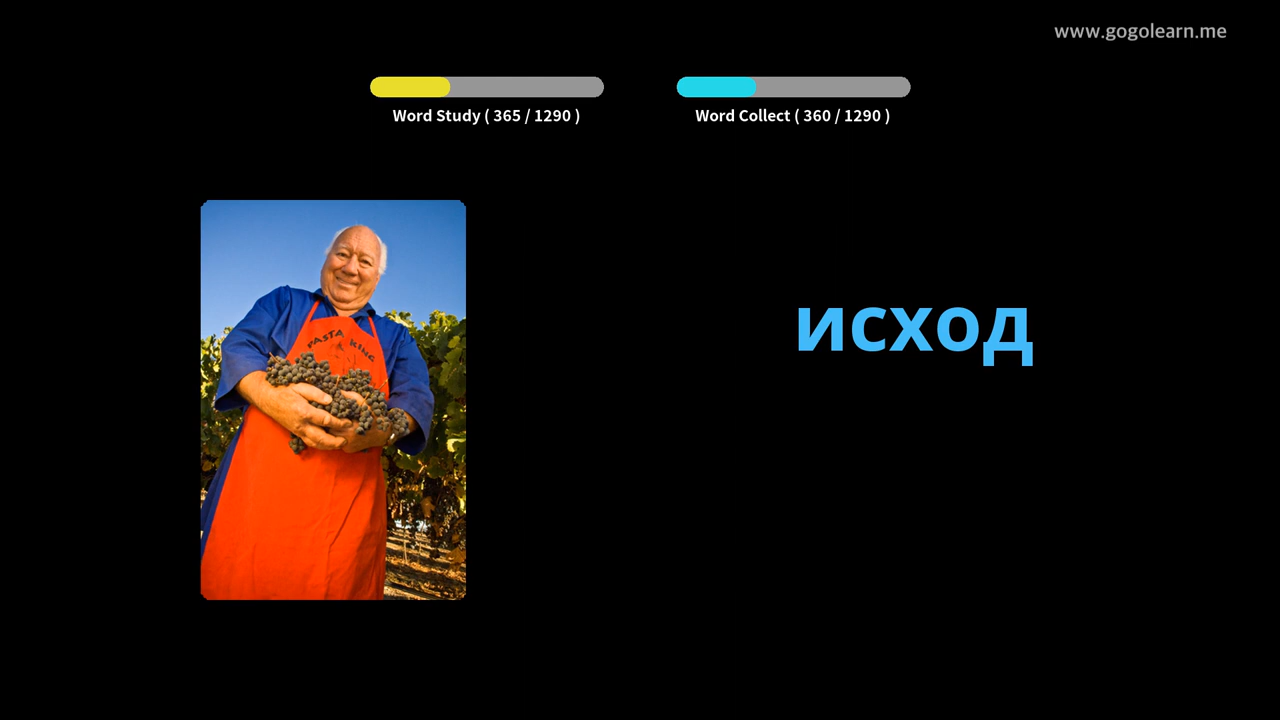 www.gogolearn.me
Word Study ( 365 / 1290 )
Word Collect ( 360 / 1290 )
PASTA KING
исход